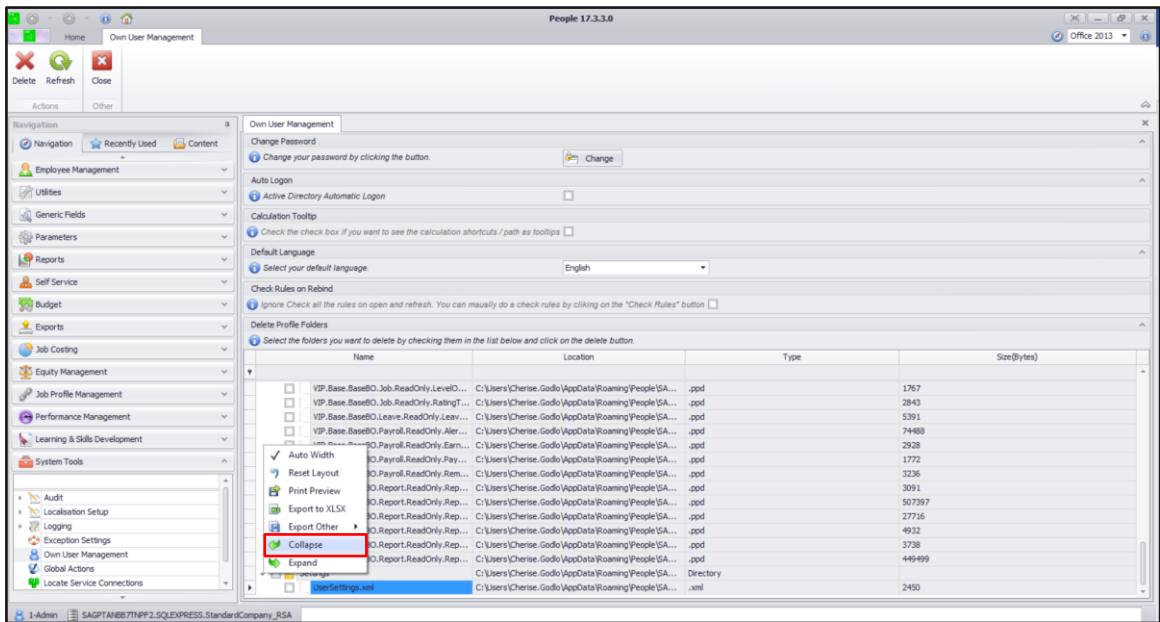 People 17.3.3.0
Home
Own User Management
Office 2013
Delete
Refresh
Close
Actions
Other
Navigation
Navigation
Recently Used
Content
Employee Management
Utilities
Generic Fields
Parameters
Reports
Self Service
Budget
Exports
Job Costing
Equity Management
Job Profile Management
Performance Management
Learning & Skills Development
System Tools
Audit
Localisation Setup
Logging
Exception Settings
Own User Management
Global Actions
Locate Service Connections
Own User Management
Change Password
Change your password by clicking the button.
Change
Auto Logon
Active Directory Automatic Logon
Calculation Tooltip
Check the check box if you want to see the calculation shortcuts / path as tooltips
Default Language
Select your default language.
English
Check Rules on Rebind
Ignore Check all the rules on open and refresh. You can maually do a check rules by cliking on the "Check Rules" button
Delete Profile Folders
Select the folders you want to delete by checking them in the list below and click on the delete button.
Name Location Type Size(Bytes)
VIP.Base.BaseBO.Job.ReadOnly.LevelO... C:\Users\Cherise.Godlo\AppData\Roaming\People\SA... .ppd 1767
VIP.Base.BaseBO.Job.ReadOnly.RatingT... C:\Users\Cherise.Godlo\AppData\Roaming\People\SA... .ppd 2843
VIP.Base.BaseBO.Leave.ReadOnly.Leav... C:\Users\Cherise.Godlo\AppData\Roaming\People\SA... .ppd 5391
VIP.Base.BaseBO.Payroll.ReadOnly.Aler... C:\Users\Cherise.Godlo\AppData\Roaming\People\SA... .ppd 74488
VIP.Base.BaseBO.Payroll.ReadOnly.Earn... C:\Users\Cherise.Godlo\AppData\Roaming\People\SA... .ppd 2928
BO.Payroll.ReadOnly.Pay... C:\Users\Cherise.Godlo\AppData\Roaming\People\SA... .ppd 1772
BO.Payroll.ReadOnly.Rem... C:\Users\Cherise.Godlo\AppData\Roaming\People\SA... .ppd 3236
BO.Report.ReadOnly.Rep... C:\Users\Cherise.Godlo\AppData\Roaming\People\SA... .ppd 3091
BO.Report.ReadOnly.Rep... C:\Users\Cherise.Godlo\AppData\Roaming\People\SA... .ppd 507397
BO.Report.ReadOnly.Rep... C:\Users\Cherise.Godlo\AppData\Roaming\People\SA... .ppd 27716
BO.Report.ReadOnly.Rep... C:\Users\Cherise.Godlo\AppData\Roaming\People\SA... .ppd 4932
BO.Report.ReadOnly.Rep... C:\Users\Cherise.Godlo\AppData\Roaming\People\SA... .ppd 3738
BO.Report.ReadOnly.Rep... C:\Users\Cherise.Godlo\AppData\Roaming\People\SA... .ppd 449499
Settings C:\Users\Cherise.Godlo\AppData\Roaming\People\SA... Directory
UserSettings.xml C:\Users\Cherise.Godlo\AppData\Roaming\People\SA... .xml 2450
Auto Width
Reset Layout
Print Preview
Export to XLSX
Export Other
Collapse
Expand
1-Admin